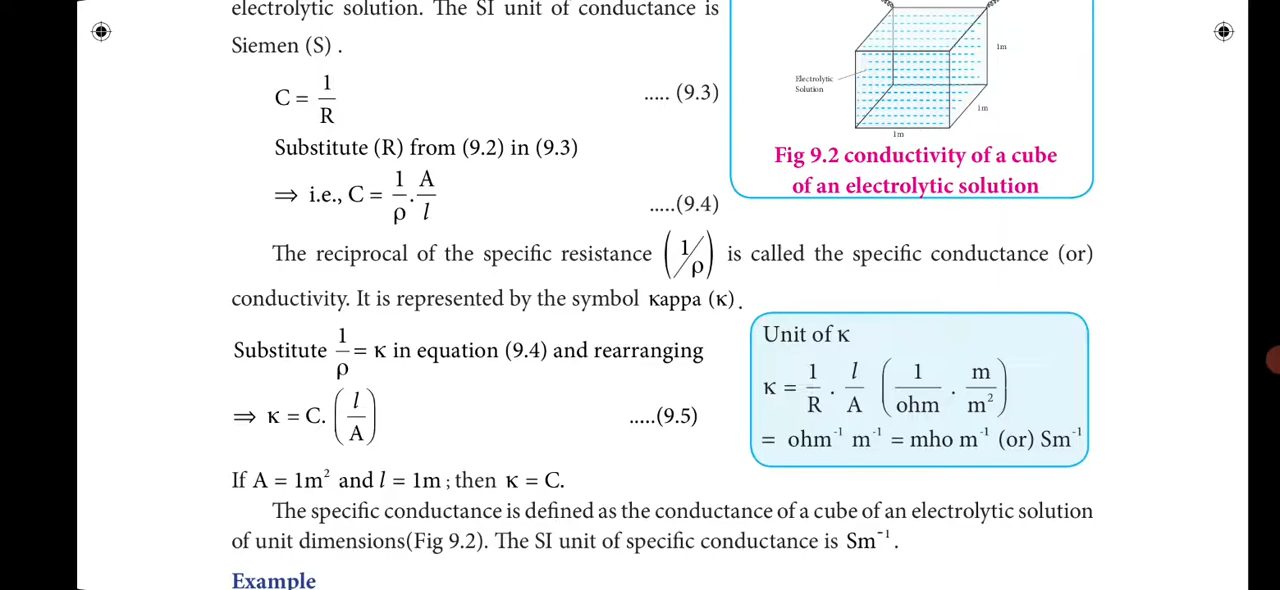 electrolytic solution. The SI unit of conductance is
Siemen (S) .
C = 1/R ..... (9.3)
Substitute (R) from (9.2) in (9.3)
⇒ i.e., C = 1/ρ . A/l .....(9.4)
1m
Electrolytic
Solution
1m
1m
Fig 9.2 conductivity of a cube
of an electrolytic solution
The reciprocal of the specific resistance (1/ρ) is called the specific conductance (or)
conductivity. It is represented by the symbol κappa (κ) .
Substitute 1/ρ = κ in equation (9.4) and rearranging
⇒ κ = C. (l/A) .....(9.5)
Unit of κ
κ = 1/R . l/A (1/ohm . m/m²)
= ohm⁻¹ m⁻¹ = mho m⁻¹ (or) Sm⁻¹
If A = 1m² and l = 1m ; then κ = C.
The specific conductance is defined as the conductance of a cube of an electrolytic solution
of unit dimensions(Fig 9.2). The SI unit of specific conductance is Sm⁻¹ .
Example